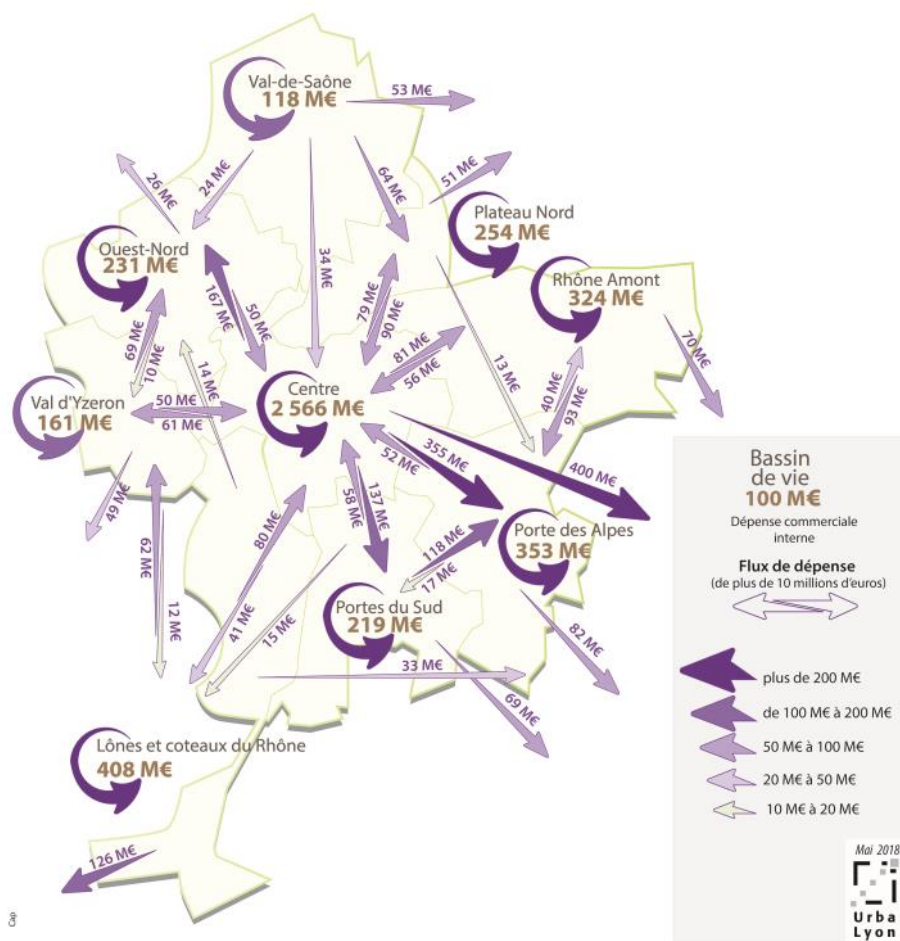 Val-de-Saône
118 M€
53 M€
26 M€
24 M€
64 M€
51 M€
Plateau Nord
254 M€
Ouest-Nord
231 M€
34 M€
Rhône Amont
324 M€
167 M€
50 M€
79 M€
90 M€
69 M€
10 M€
14 M€
81 M€
56 M€
13 M€
40 M€
93 M€
70 M€
Val d'Yzeron
161 M€
50 M€
61 M€
Centre
2 566 M€
355 M€
52 M€
400 M€
49 M€
62 M€
12 M€
80 M€
41 M€
15 M€
58 M€
137 M€
118 M€
17 M€
Porte des Alpes
353 M€
Portes du Sud
219 M€
33 M€
82 M€
69 M€
Lônes et coteaux du Rhône
408 M€
126 M€
Bassin
de vie
100 M€
Dépense commerciale
interne
Flux de dépense
(de plus de 10 millions d'euros)
plus de 200 M€
de 100 M€ à 200 M€
50 M€ à 100 M€
20 M€ à 50 M€
10 M€ à 20 M€
Mai 2018
Urba
Lyon
Cap